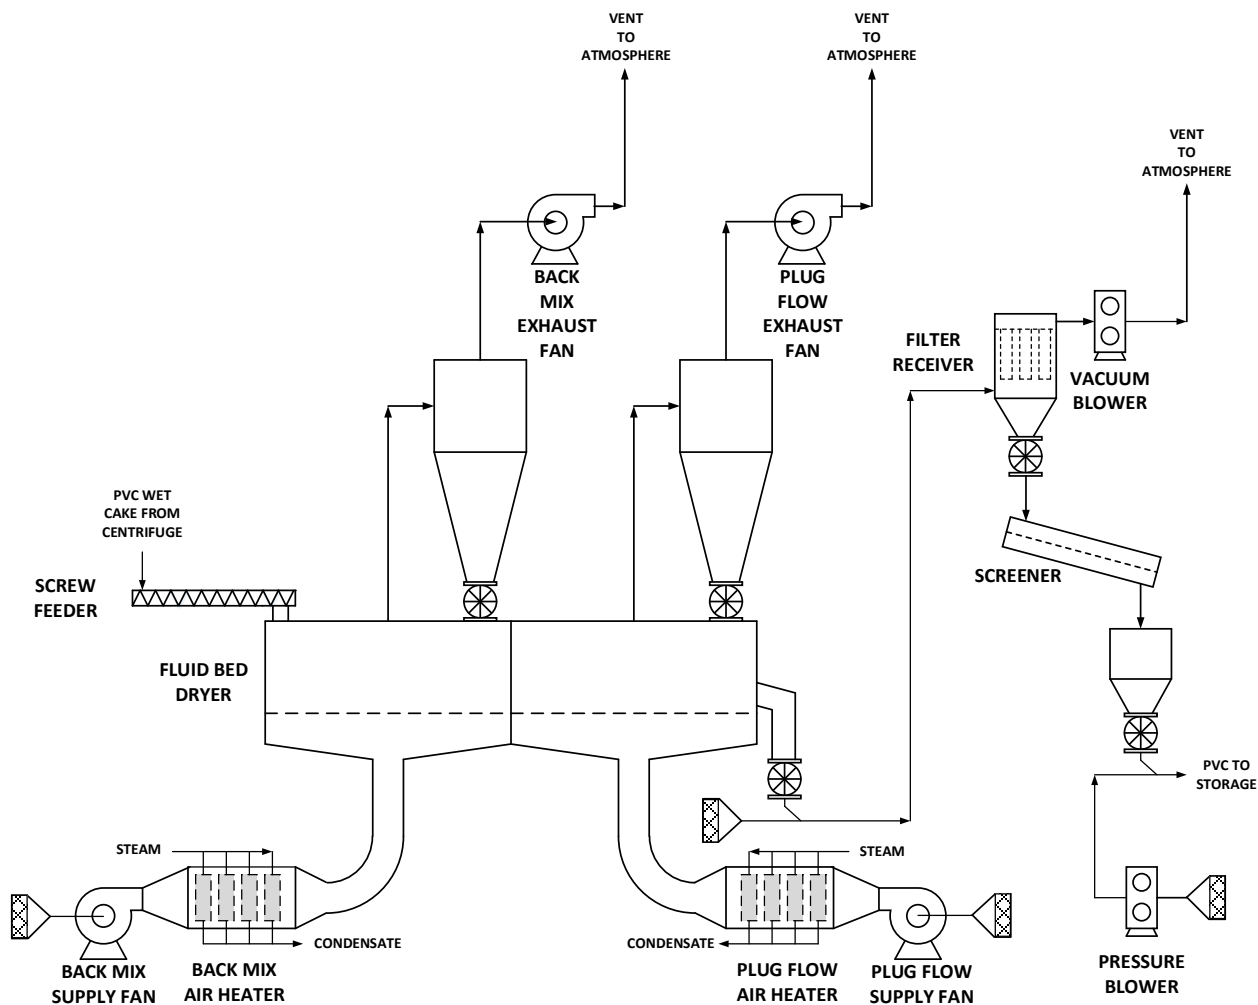 VENT
TO
ATMOSPHERE
VENT
TO
ATMOSPHERE
VENT
TO
ATMOSPHERE
BACK
MIX
EXHAUST
FAN
PLUG
FLOW
EXHAUST
FAN
FILTER
RECEIVER
VACUUM
BLOWER
PVC WET
CAKE FROM
CENTRIFUGE
SCREW
FEEDER
SCREENER
FLUID BED
DRYER
PVC TO
STORAGE
STEAM
STEAM
CONDENSATE
CONDENSATE
BACK MIX
SUPPLY FAN
BACK MIX
AIR HEATER
PLUG FLOW
AIR HEATER
PLUG FLOW
SUPPLY FAN
PRESSURE
BLOWER